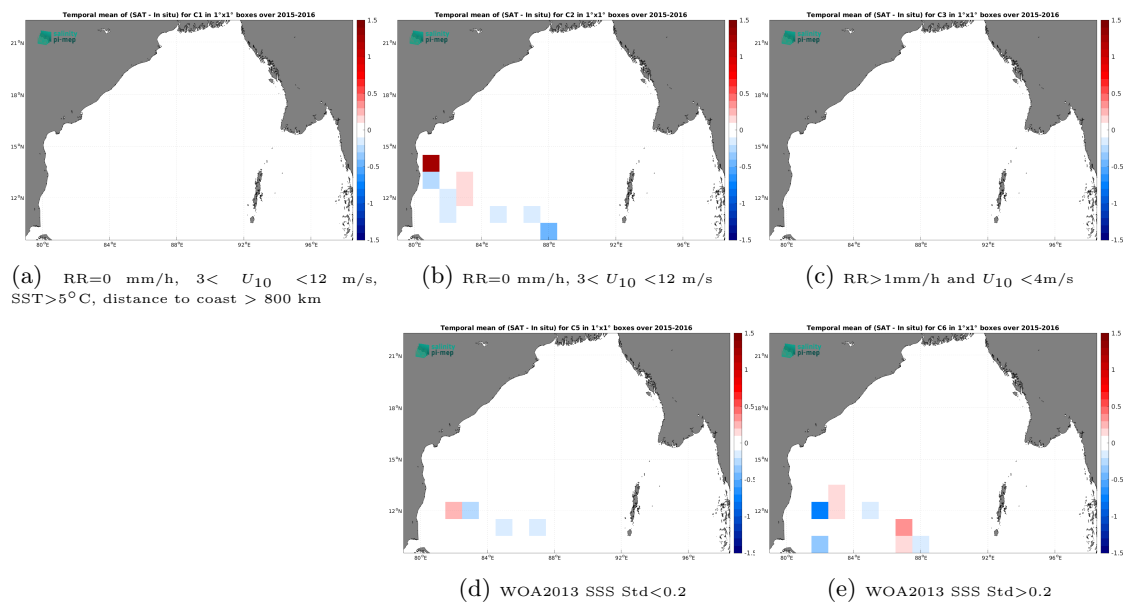 Temporal mean of (SAT - In situ) for C1 in 1°x1° boxes over 2015-2016
Temporal mean of (SAT - In situ) for C2 in 1°x1° boxes over 2015-2016
Temporal mean of (SAT - In situ) for C3 in 1°x1° boxes over 2015-2016
pi-mep
21°N
18°N
15°N
12°N
80°E 84°E 88°E 92°E 96°E
1.5
1
0.5
0
-0.5
-1
-1.5
pi-mep
21°N
18°N
15°N
12°N
80°E 84°E 88°E 92°E 96°E
1.5
1
0.5
0
-0.5
-1
-1.5
pi-mep
21°N
18°N
15°N
12°N
80°E 84°E 88°E 92°E 96°E
1.5
1
0.5
0
-0.5
-1
-1.5
(a) RR=0 mm/h, 3< U10 <12 m/s,
SST>5°C, distance to coast > 800 km
(b) RR=0 mm/h, 3< U10 <12 m/s
(c) RR>1mm/h and U10 <4m/s
Temporal mean of (SAT - In situ) for C5 in 1°x1° boxes over 2015-2016
Temporal mean of (SAT - In situ) for C6 in 1°x1° boxes over 2015-2016
pi-mep
21°N
18°N
15°N
12°N
80°E 84°E 88°E 92°E 96°E
1.5
1
0.5
0
-0.5
-1
-1.5
pi-mep
21°N
18°N
15°N
12°N
80°E 84°E 88°E 92°E 96°E
1.5
1
0.5
0
-0.5
-1
-1.5
(d) WOA2013 SSS Std<0.2
(e) WOA2013 SSS Std>0.2